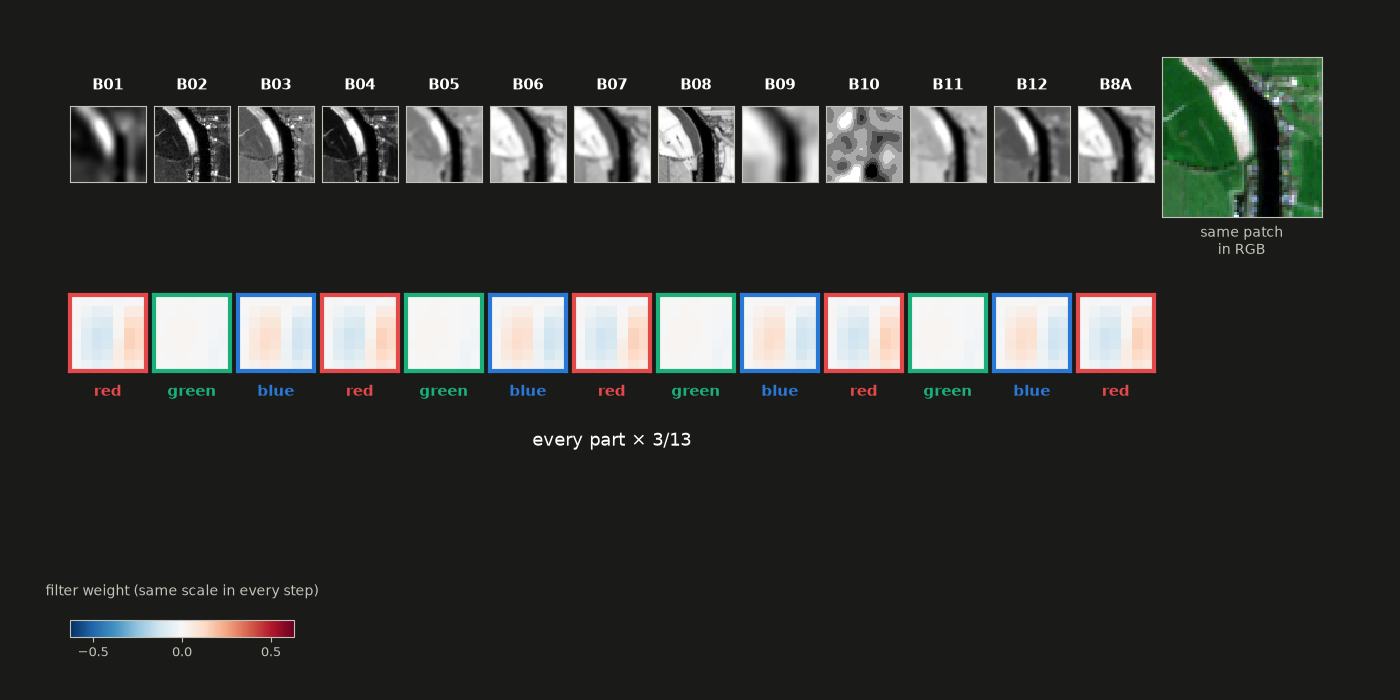 B01 B02 B03 B04 B05 B06 B07 B08 B09 B10 B11 B12 B8A
same patch
in RGB
red green blue red green blue red green blue red green blue red
every part × 3/13
filter weight (same scale in every step)
−0.5 0.0 0.5